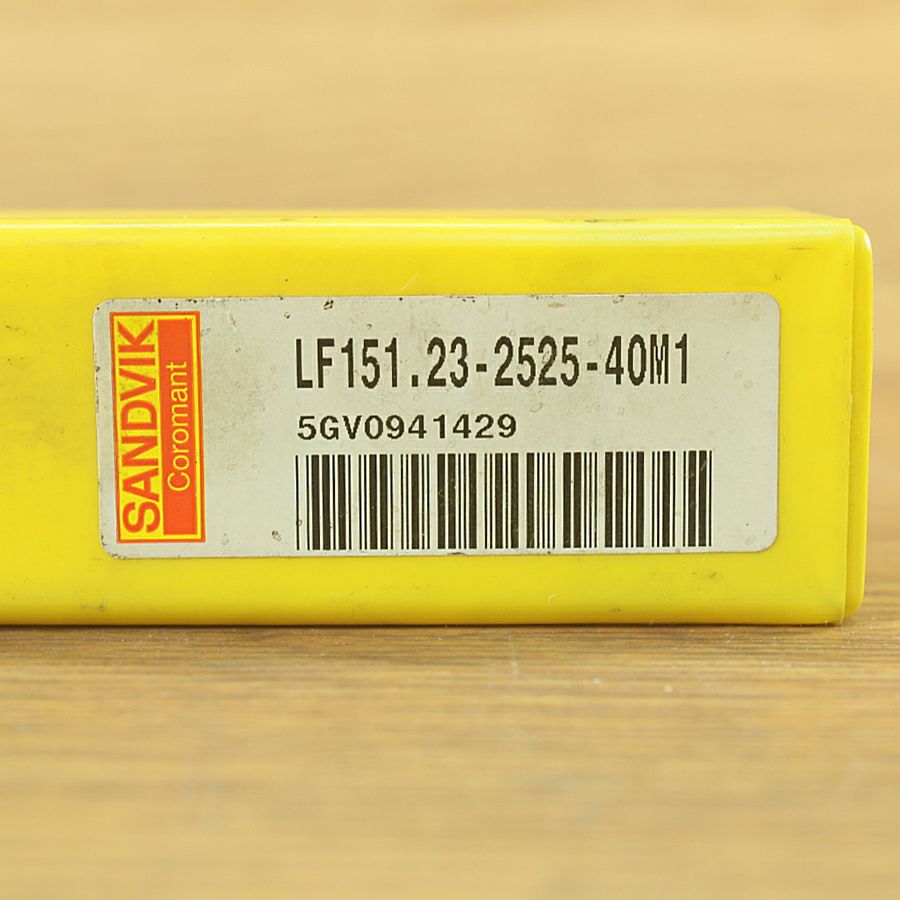 SANDVIK
Coromant
LF151.23-2525-40M1
5GV0941429